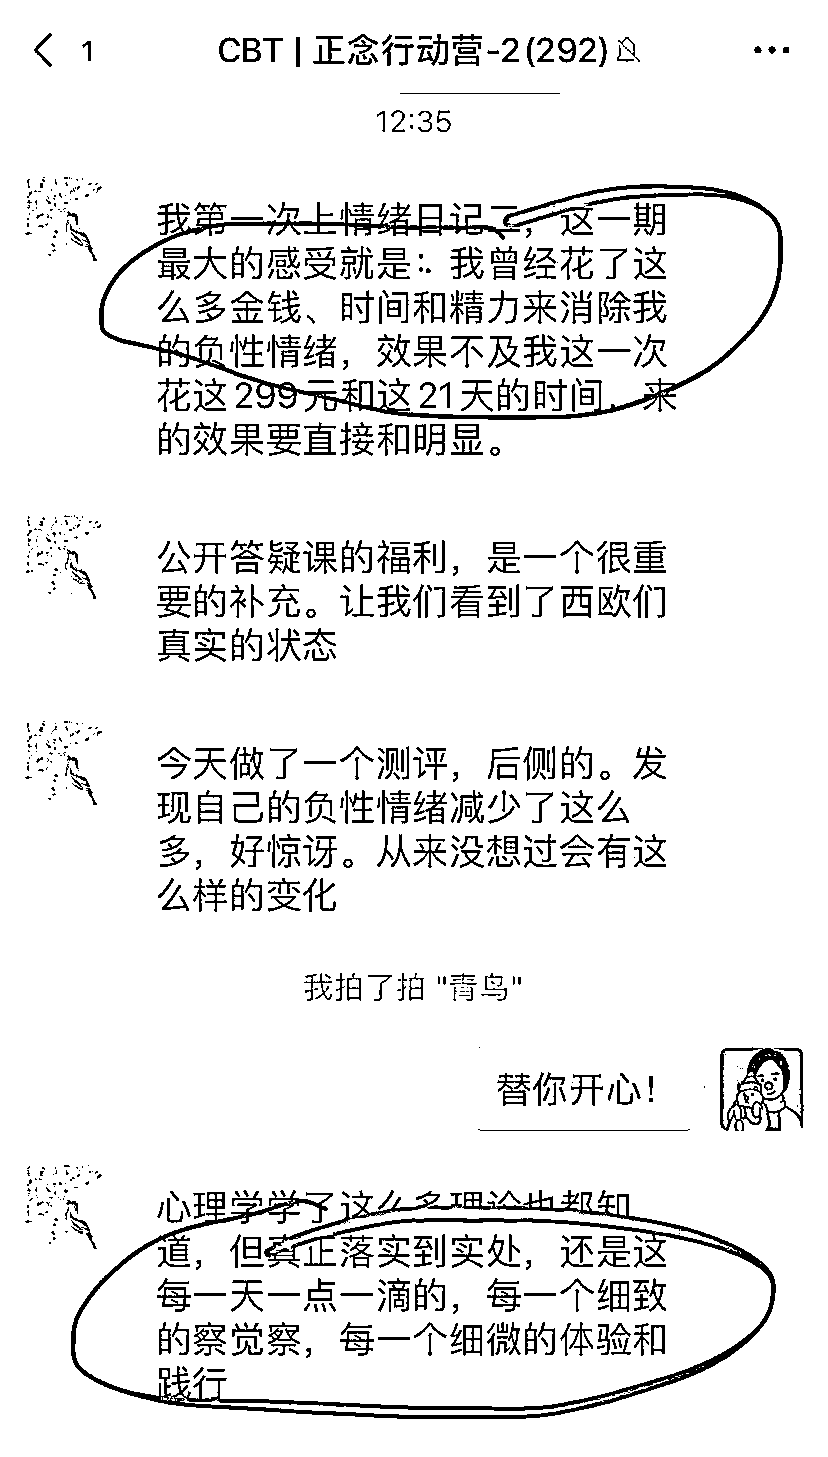 1
CBT | 正念行动营-2(292)
12:35
我第一次上情绪日记了，这一期
最大的感受就是：. 我曾经花了这
么多金钱、时间和精力来消除我
的负性情绪，效果不及我这一次
花这299元和这21天的时间，来
的效果要直接和明显。
公开答疑课的福利，是一个很重
要的补充。让我们看到了西欧们
真实的状态
今天做了一个测评，后侧的。发
现自己的负性情绪减少了这么
多，好惊讶。从来没想过会有这
么样的变化
我拍了拍 "青鸟"
替你开心！
心理学学了这么多理论也都知
道，但真正落实到实处，还是这
每一天一点一滴的，每一个细致
的察觉察，每一个细微的体验和
践行